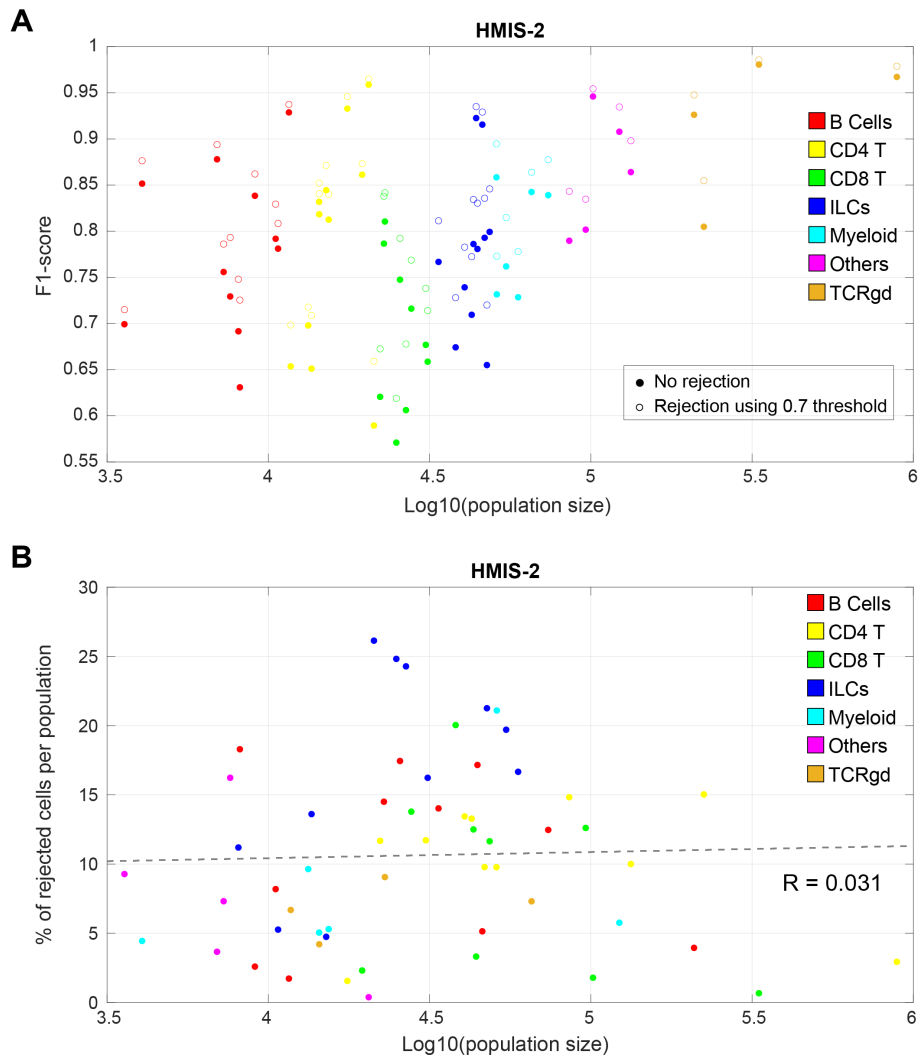 A
HMIS-2
F1-score
1
0.95
0.9
0.85
0.8
0.75
0.7
0.65
0.6
0.55
3.5 4 4.5 5 5.5 6
Log10(population size)
B Cells
CD4 T
CD8 T
ILCs
Myeloid
Others
TCRgd
No rejection
Rejection using 0.7 threshold
B
HMIS-2
% of rejected cells per population
30
25
20
15
10
5
0
3.5 4 4.5 5 5.5 6
Log10(population size)
B Cells
CD4 T
CD8 T
ILCs
Myeloid
Others
TCRgd
R = 0.031